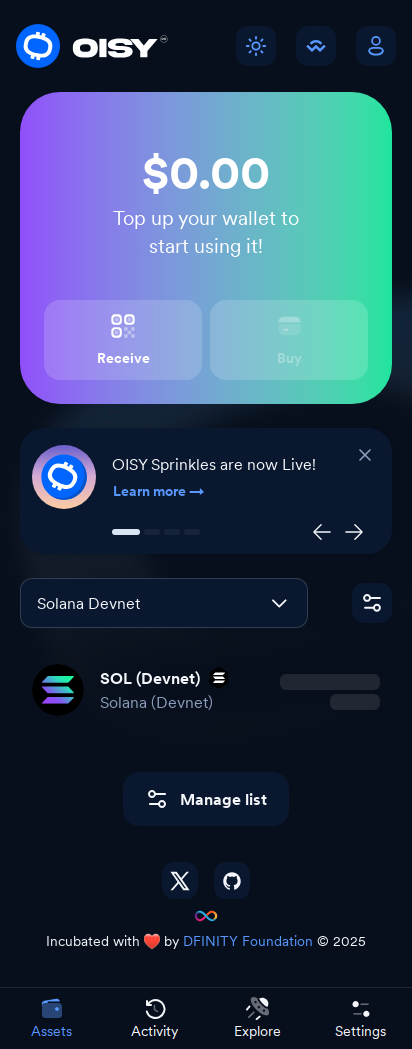 OISY
$0.00
Top up your wallet to
start using it!
Receive
Buy
OISY Sprinkles are now Live!
Learn more →
Solana Devnet
SOL (Devnet)
Solana (Devnet)
Manage list
Incubated with ❤️ by DFINITY Foundation © 2025
Assets
Activity
Explore
Settings